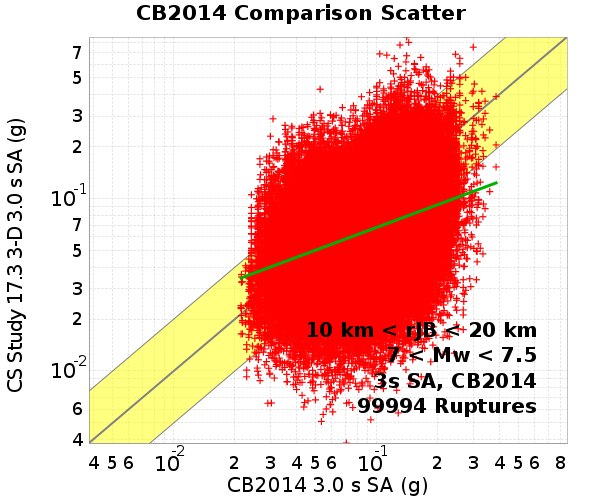 CB2014 Comparison Scatter
CS Study 17.3 3-D 3.0 s SA (g)
7
5
3
2
10-1
7
5
3
2
10-2
6
4
10 km < rJB < 20 km
7 < Mw < 7.5
3s SA, CB2014
99994 Ruptures
4 5 6 10-2 2 3 4 5 6 10-1 2 3 4 5 6 8
CB2014 3.0 s SA (g)